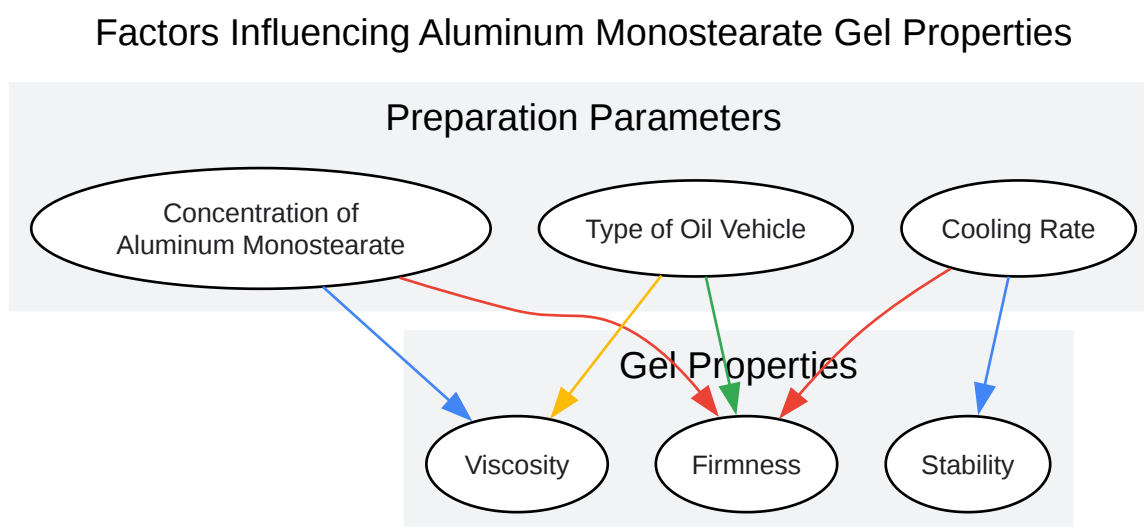 Factors Influencing Aluminum Monostearate Gel Properties
Preparation Parameters
Concentration of
Aluminum Monostearate
Type of Oil Vehicle
Cooling Rate
Gel Properties
Viscosity
Firmness
Stability